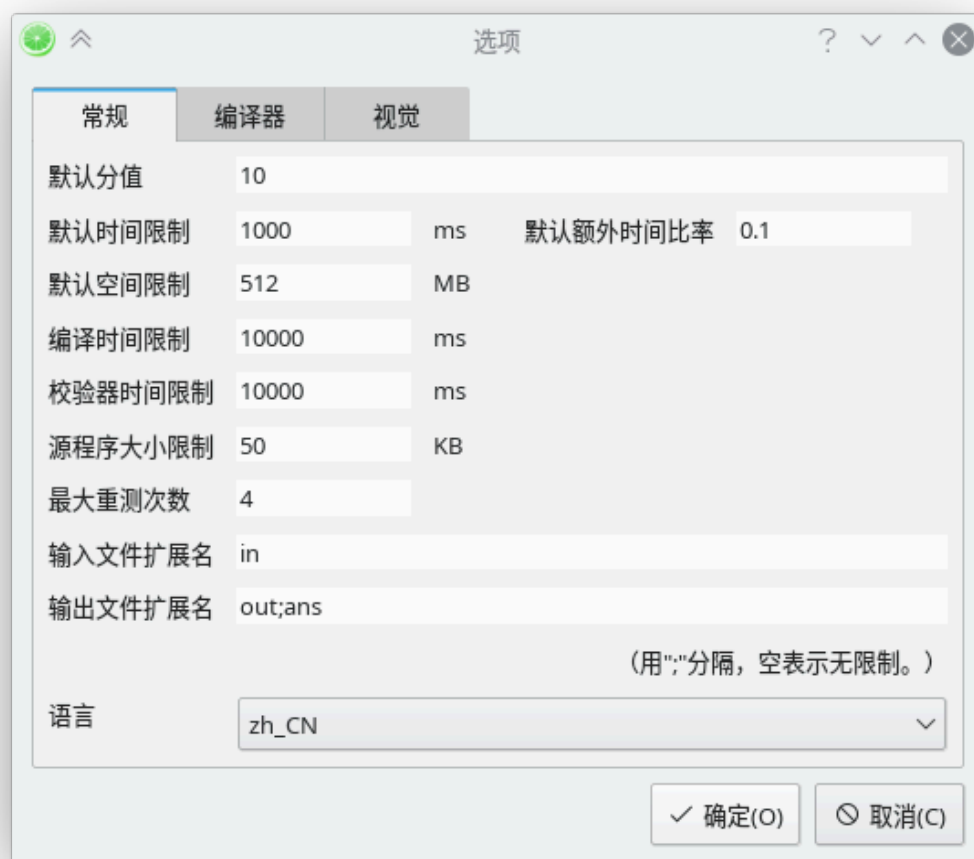 选项
常规 编译器 视觉
默认分值 10
默认时间限制 1000 ms 默认额外时间比率 0.1
默认空间限制 512 MB
编译时间限制 10000 ms
校验器时间限制 10000 ms
源程序大小限制 50 KB
最大重测次数 4
输入文件扩展名 in
输出文件扩展名 out;ans
（用";"分隔，空表示无限制。）
语言 zh_CN
确定(O) 取消(C)